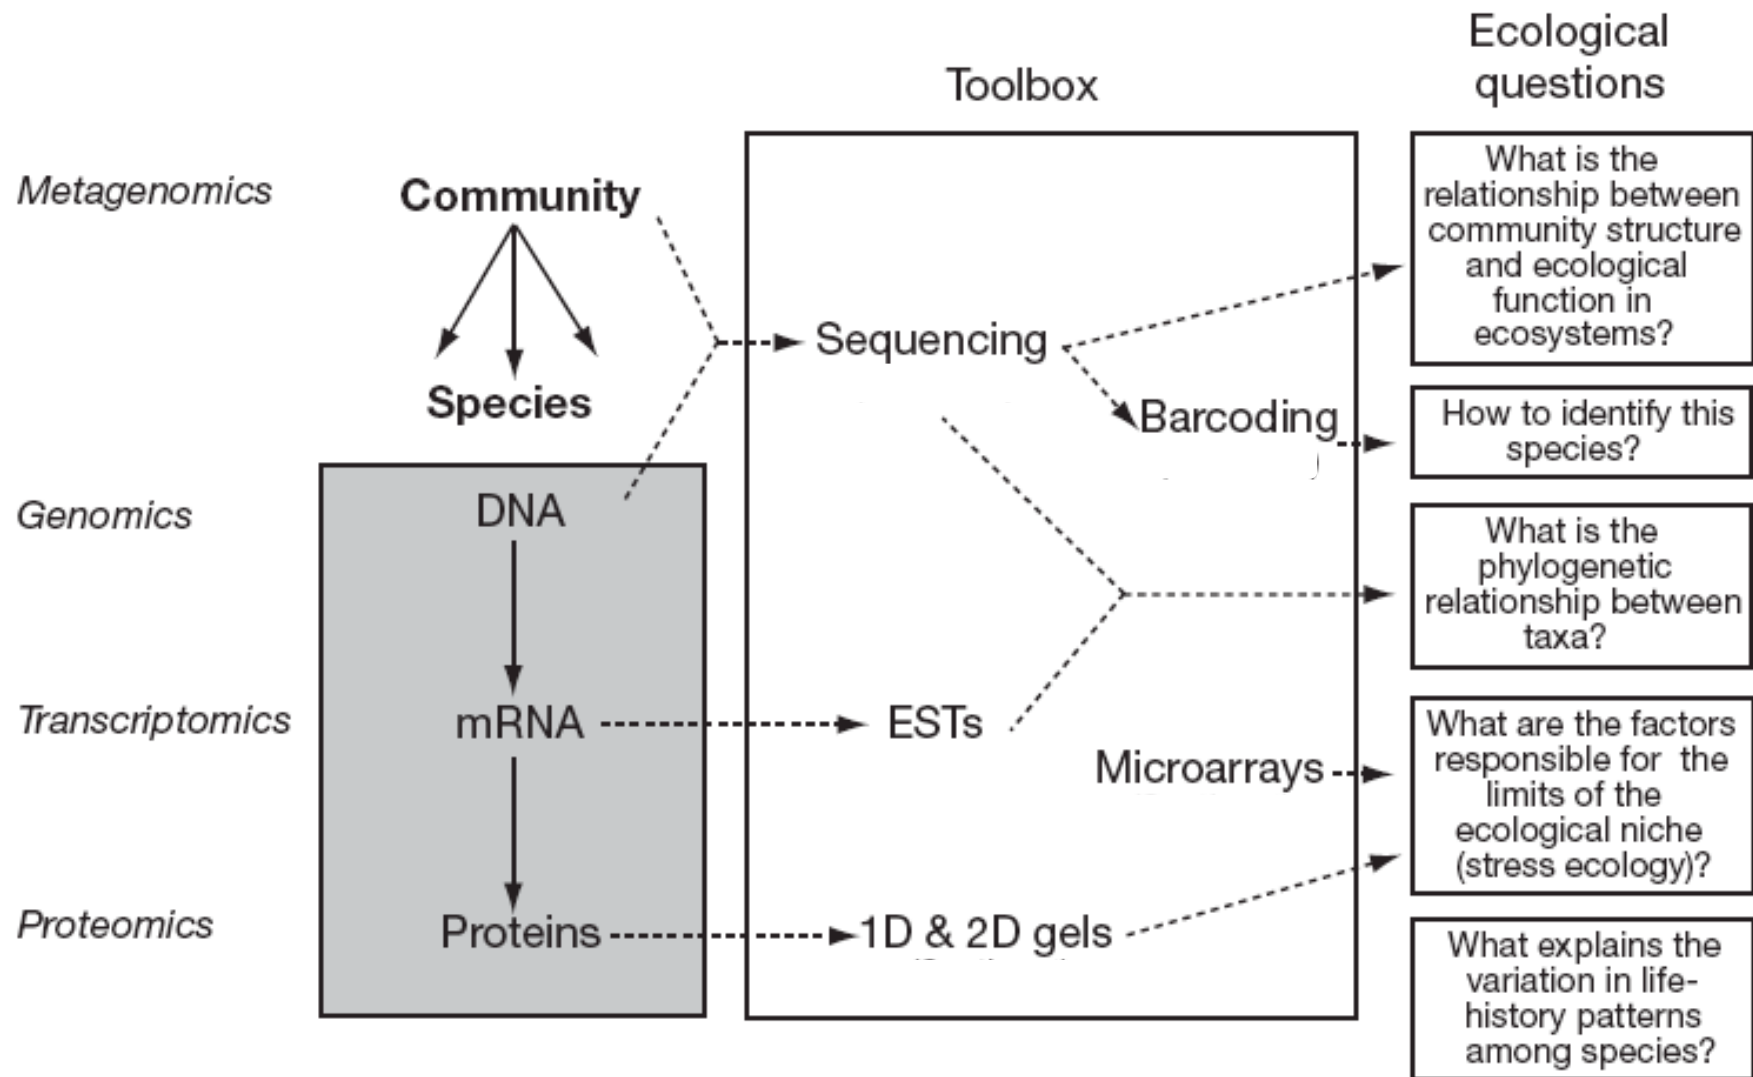 Ecological
questions
Toolbox
Metagenomics
Community
Species
Genomics
DNA
Transcriptomics
mRNA
Proteomics
Proteins
Sequencing
Barcoding
ESTs
Microarrays
1D & 2D gels
What is the
relationship between
community structure
and ecological
function in
ecosystems?
How to identify this
species?
What is the
phylogenetic
relationship between
taxa?
What are the factors
responsible for the
limits of the
ecological niche
(stress ecology)?
What explains the
variation in life-
history patterns
among species?